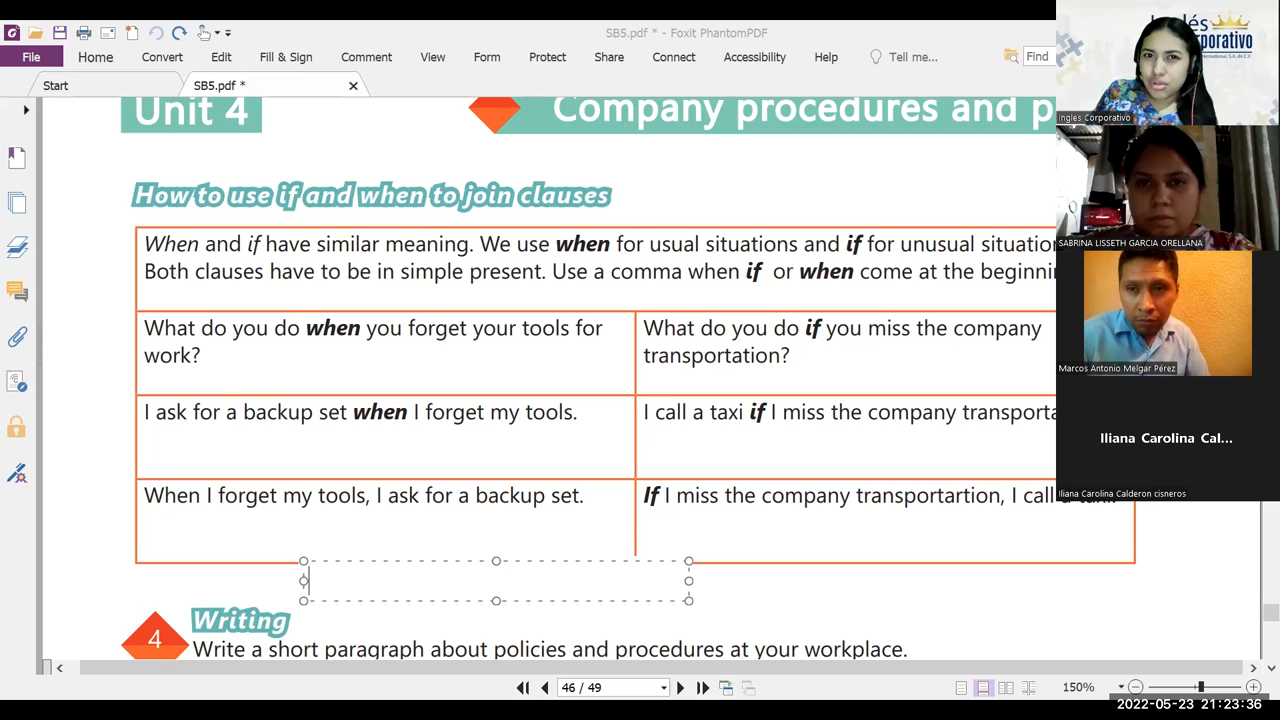 SB5.pdf * - Foxit PhantomPDF
File Home Convert Edit Fill & Sign Comment View Form Protect Share Connect Accessibility Help Tell me... Find
Start SB5.pdf *
Unit 4 Company procedures and p
How to use if and when to join clauses
When and if have similar meaning. We use when for usual situations and if for unusual situatio
Both clauses have to be in simple present. Use a comma when if or when come at the beginni
What do you do when you forget your tools for
work?
What do you do if you miss the company
transportation?
I ask for a backup set when I forget my tools.
I call a taxi if I miss the company transporta
When I forget my tools, I ask for a backup set.
If I miss the company transportartion, I call a taxi.
4
Writing
Write a short paragraph about policies and procedures at your workplace.
46 / 49
150%
Ingles Corporativo
SABRINA LISSETH GARCIA ORELLANA
Marcos Antonio Melgar Pérez
Iliana Carolina Cal...
Iliana Carolina Calderon cisneros
2022-05-23 21:23:36